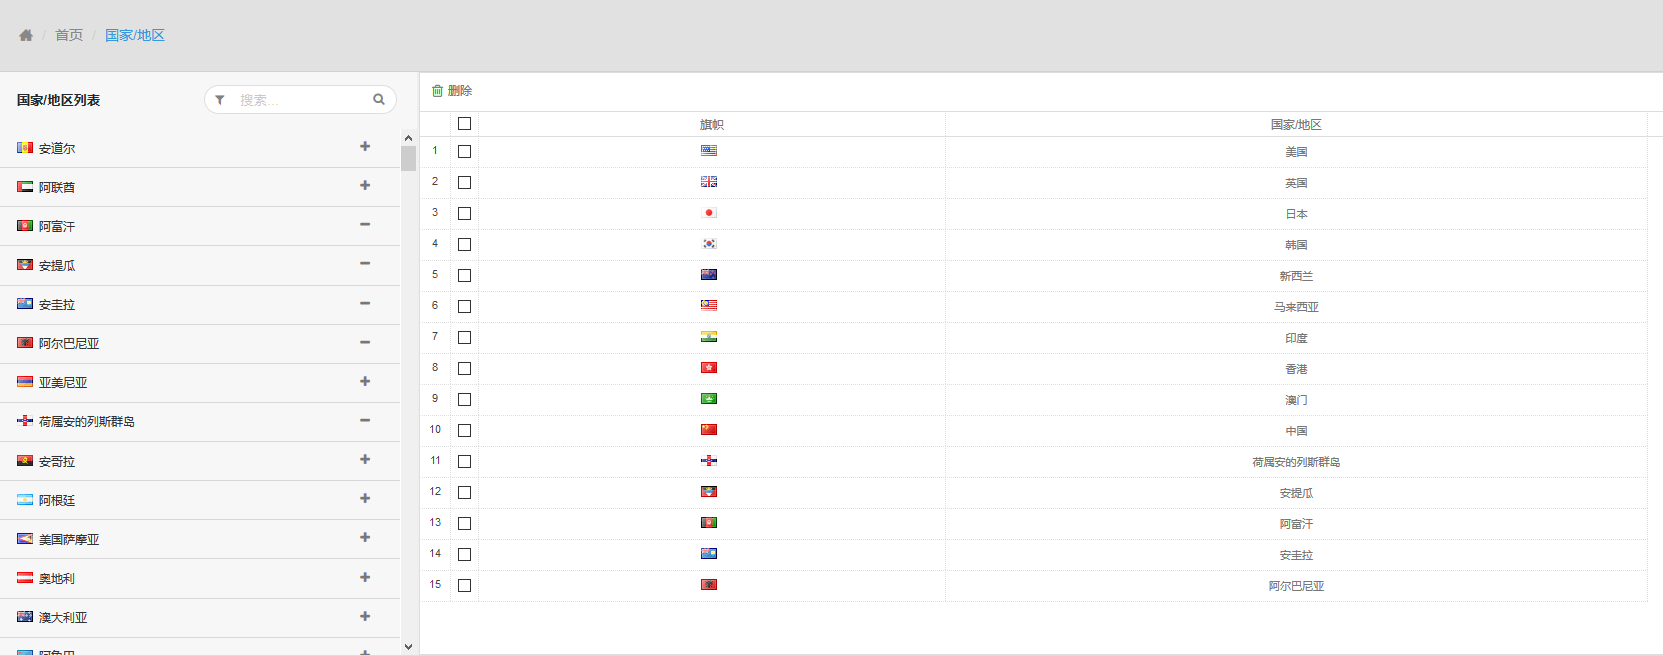 / 首页 / 国家/地区
国家/地区列表
搜索...
安道尔
阿联酋
阿富汗
安提瓜
安圭拉
阿尔巴尼亚
亚美尼亚
荷属安的列斯群岛
安哥拉
阿根廷
美国萨摩亚
奥地利
澳大利亚
阿鲁巴
删除
旗帜 国家/地区
1 美国
2 英国
3 日本
4 韩国
5 新西兰
6 马来西亚
7 印度
8 香港
9 澳门
10 中国
11 荷属安的列斯群岛
12 安提瓜
13 阿富汗
14 安圭拉
15 阿尔巴尼亚